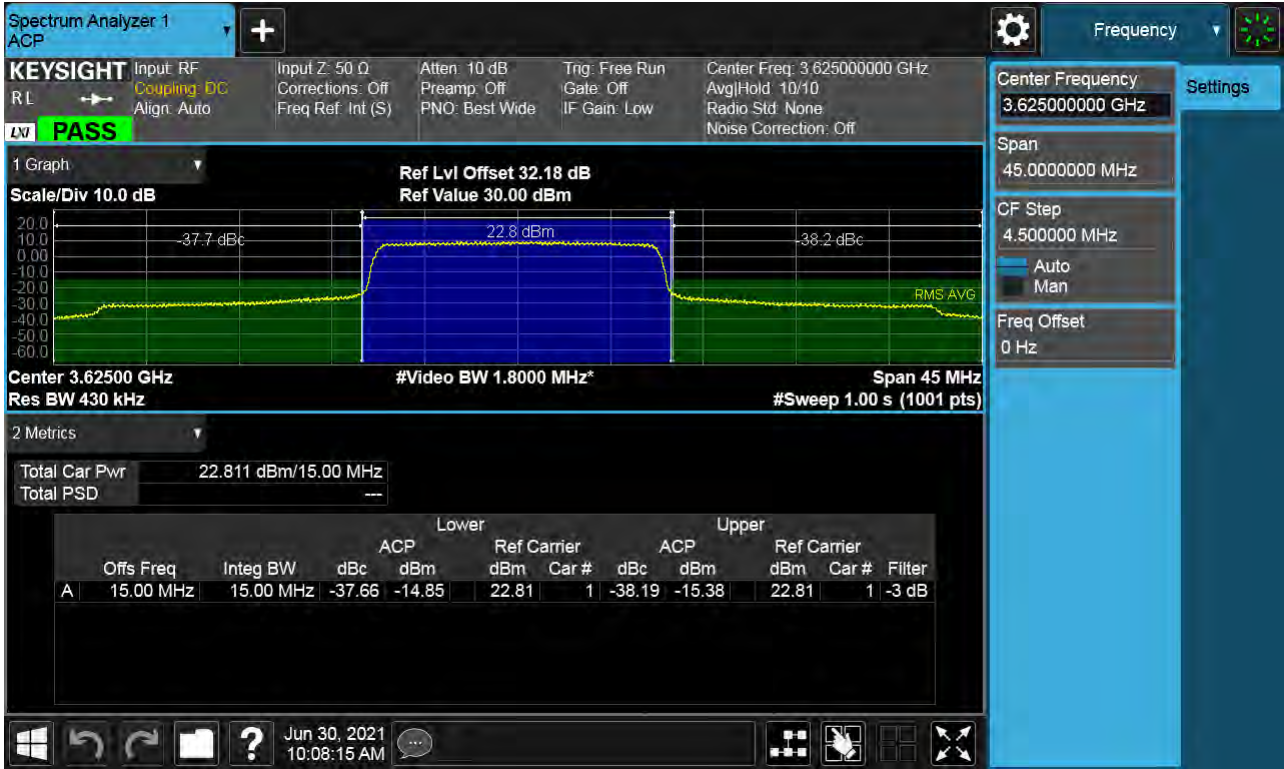 Spectrum Analyzer 1
ACP
Frequency
KEYSIGHT
RL
LXI
PASS
Input: RF
Coupling: DC
Align: Auto
Input Z: 50 Ω
Corrections: Off
Freq Ref: Int (S)
Atten: 10 dB
Preamp: Off
PNO: Best Wide
Trig: Free Run
Gate: Off
IF Gain: Low
Center Freq: 3.625000000 GHz
Avg|Hold: 10/10
Radio Std: None
Noise Correction: Off
Center Frequency
3.625000000 GHz
Settings
Span
45.0000000 MHz
CF Step
4.500000 MHz
Auto
Man
Freq Offset
0 Hz
1 Graph
Scale/Div 10.0 dB
Ref Lvl Offset 32.18 dB
Ref Value 30.00 dBm
20.0
10.0
0.00
-10.0
-20.0
-30.0
-40.0
-50.0
-60.0
-37.7 dBc
22.8 dBm
-38.2 dBc
RMS AVG
Center 3.62500 GHz
#Video BW 1.8000 MHz*
Span 45 MHz
Res BW 430 kHz
#Sweep 1.00 s (1001 pts)
2 Metrics
Total Car Pwr 22.811 dBm/15.00 MHz
Total PSD ---
Lower Upper
ACP Ref Carrier ACP Ref Carrier
Offs Freq Integ BW dBc dBm dBm Car # dBc dBm dBm Car # Filter
A 15.00 MHz 15.00 MHz -37.66 -14.85 22.81 1 -38.19 -15.38 22.81 1 -3 dB
?
Jun 30, 2021
10:08:15 AM